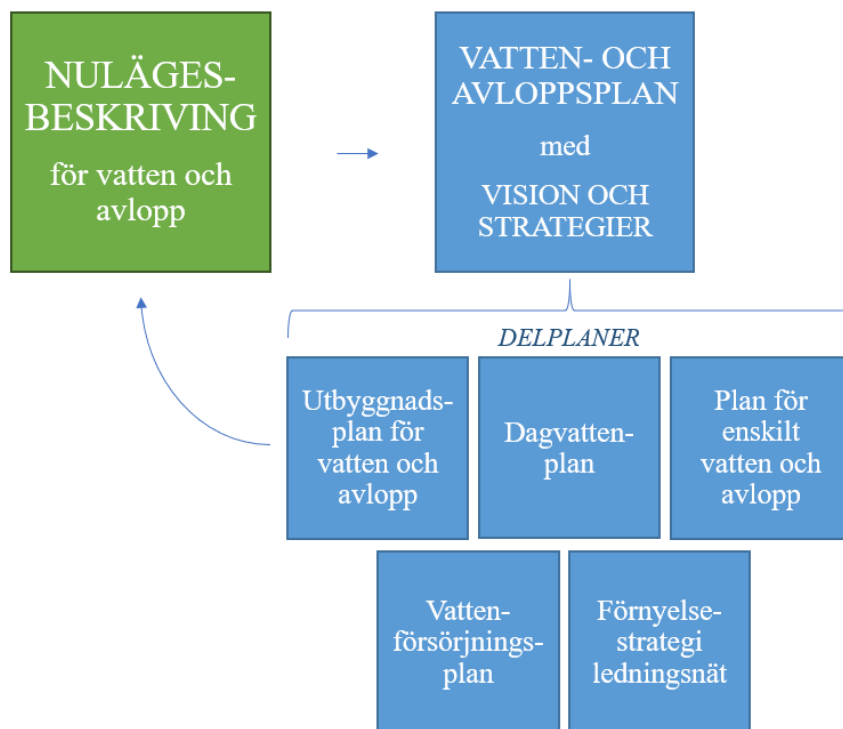 NULÄGES-
BESKRIVING
för vatten och
avlopp
VATTEN- OCH
AVLOPPSPLAN
med
VISION OCH
STRATEGIER
DELPLANER
Utbyggnads-
plan för
vatten och
avlopp
Dagvatten-
plan
Plan för
enskilt
vatten och
avlopp
Vatten-
försörjnings-
plan
Förnyelse-
strategi
ledningsnät